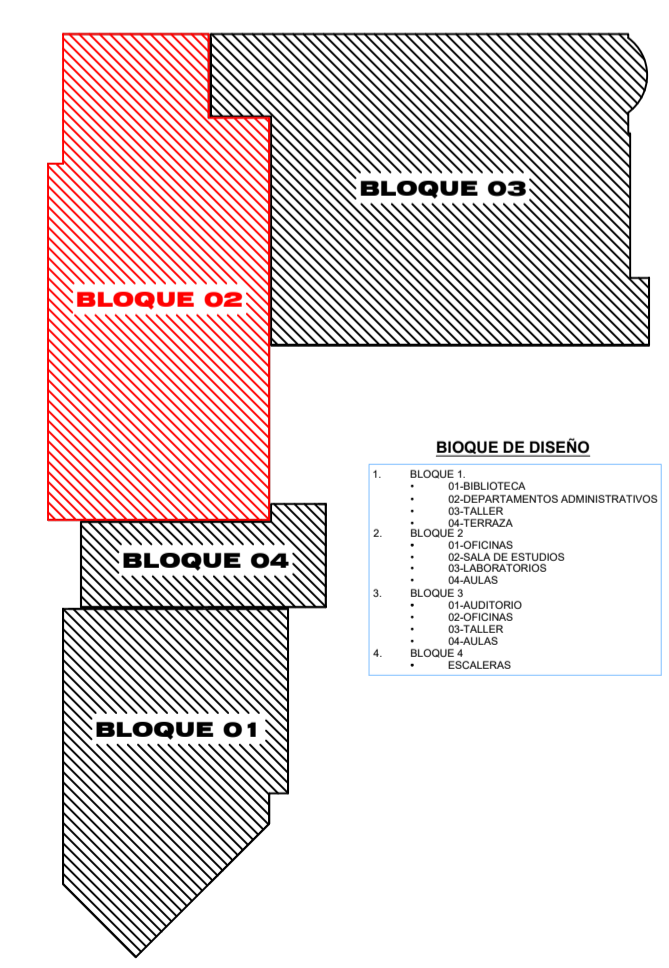 BLOQUE 03
BLOQUE 02
BIOQUE DE DISEÑO
1. BLOQUE 1.
• 01-BIBLIOTECA
• 02-DEPARTAMENTOS ADMINISTRATIVOS
• 03-TALLER
• 04-TERRAZA
2. BLOQUE 2
• 01-OFICINAS
• 02-SALA DE ESTUDIOS
• 03-LABORATORIOS
• 04-AULAS
3. BLOQUE 3
• 01-AUDITORIO
• 02-OFICINAS
• 03-TALLER
• 04-AULAS
4. BLOQUE 4
• ESCALERAS
BLOQUE 04
BLOQUE 01